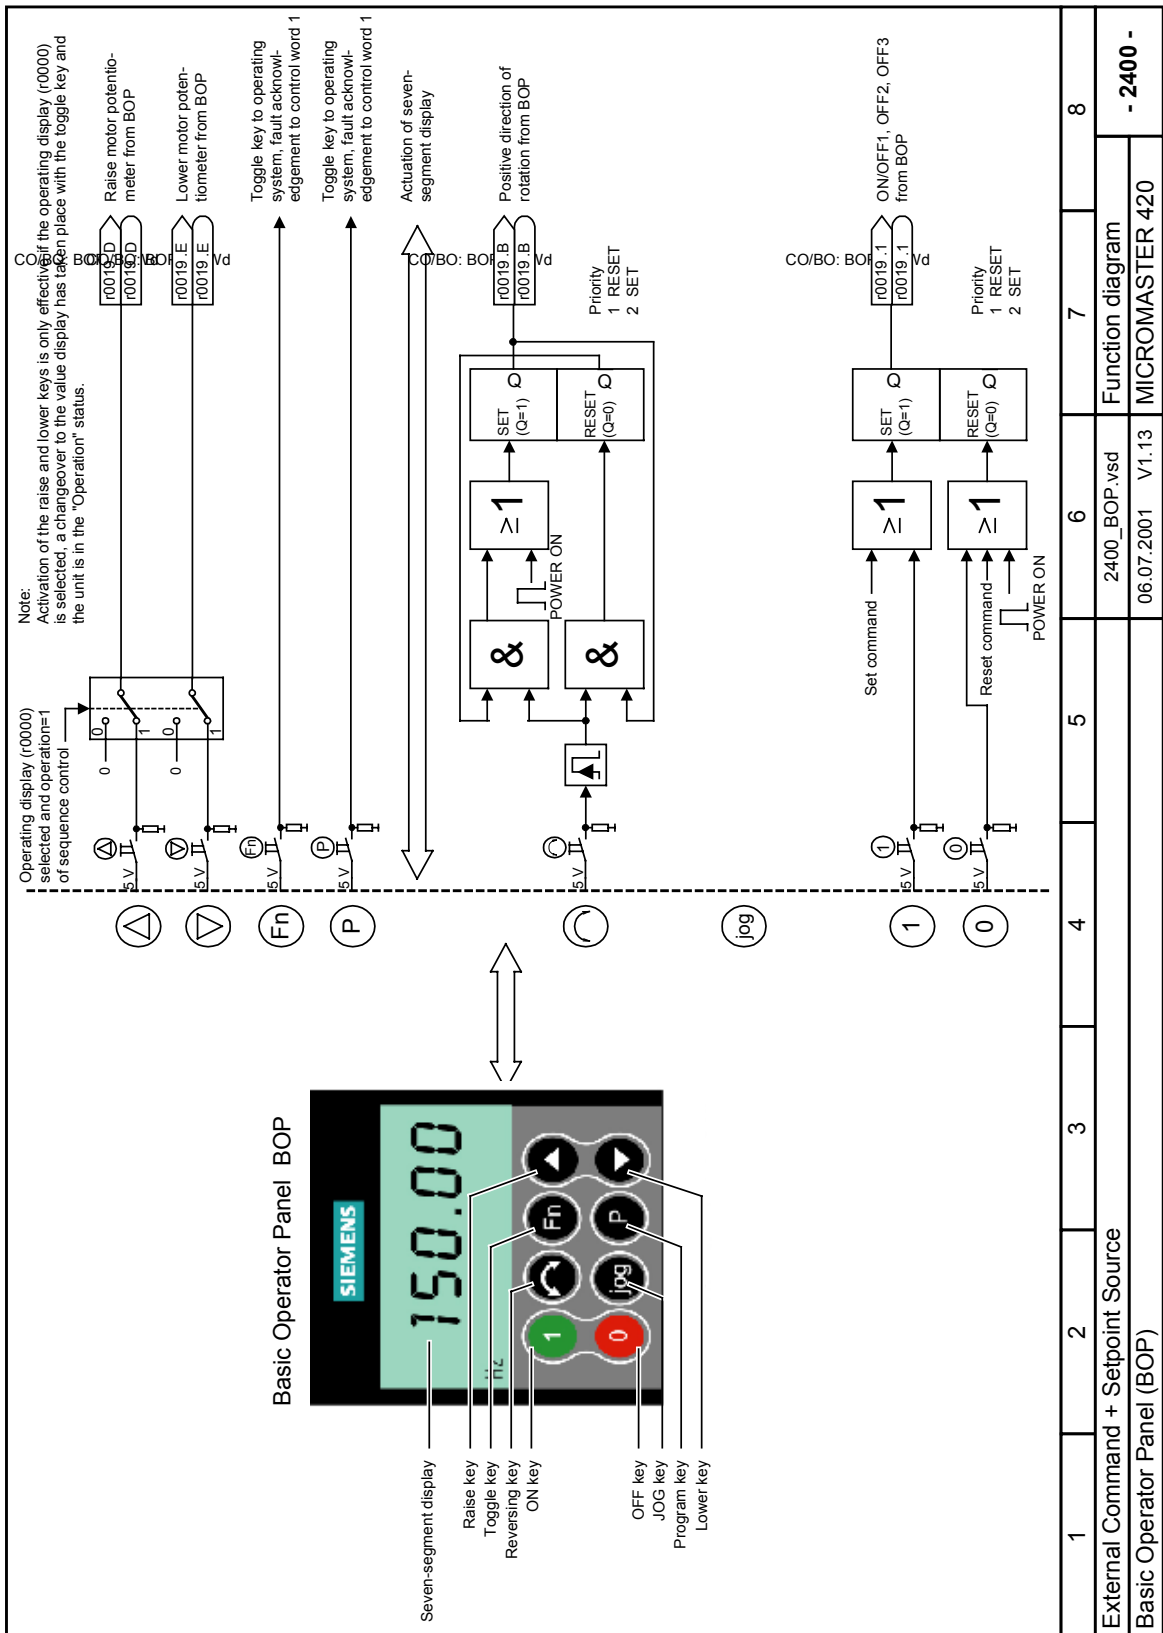 Note:
Activation of the raise and lower keys is only effective if the operating display (r0000)
is selected, a changeover to the value display has taken place with the toggle key and
the unit is in the "Operation" status.
Operating display (r0000)
selected and operation=1
of sequence control
0
0
1
0
0
1
CO/BO: BOP
r0019.D
r0019.D
Raise motor potentio-
meter from BOP
r0019.E
r0019.E
Lower motor poten-
tiometer from BOP
5 V
5 V
Fn
5 V
Toggle key to operating
system, fault acknowl-
edgement to control word 1
P
5 V
Toggle key to operating
system, fault acknowl-
edgement to control word 1
Actuation of seven-
segment display
Fn
P
jog
1
0
5 V
&
&
≥1
POWER ON
SET
(Q=1)
Q
RESET
(Q=0)
Q
Priority
1 RESET
2 SET
CO/BO: BOP
r0019.B
r0019.B
Positive direction of
rotation from BOP
1
5 V
0
5 V
Set command
Reset command
POWER ON
≥1
≥1
SET
(Q=1)
Q
RESET
(Q=0)
Q
Priority
1 RESET
2 SET
CO/BO: BOP
r0019 .1
r0019 .1
ON/OFF1, OFF2, OFF3
from BOP
Basic Operator Panel BOP
SIEMENS
150.00
Hz
1
Fn
0
jog
P
Seven-segment display
Raise key
Toggle key
Reversing key
ON key
OFF key
JOG key
Program key
Lower key
1 2 3 4 5 6 7 8
External Command + Setpoint Source
2400_BOP.vsd
Function diagram
- 2400 -
Basic Operator Panel (BOP)
06.07.2001 V1.13
MICROMASTER 420